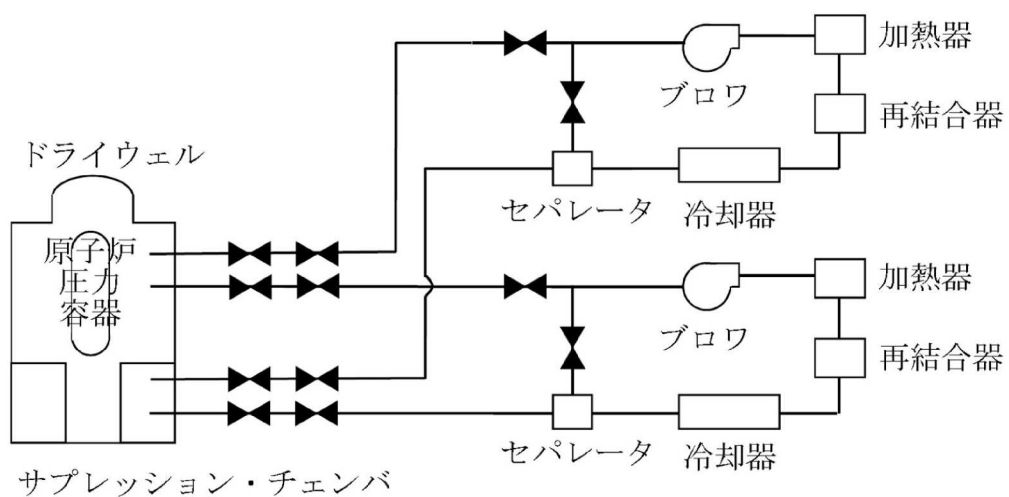 加熱器
ブロワ
再結合器
ドライウェル
セパレータ
冷却器
原子炉
圧力
容器
加熱器
ブロワ
再結合器
セパレータ
冷却器
サプレッション・チェンバ